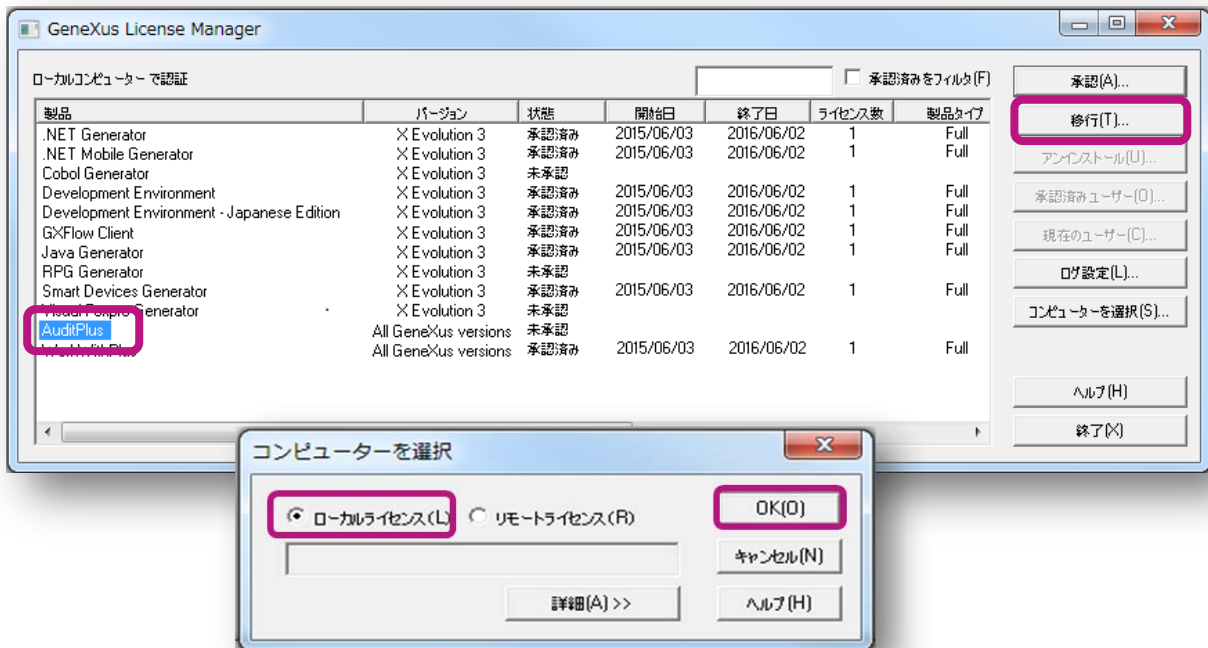 GeneXus License Manager
ローカルコンピューター で認証
承認済みをフィルタ(F)
製品 バージョン 状態 開始日 終了日 ライセンス数 製品タイプ
.NET Generator X Evolution 3 承認済み 2015/06/03 2016/06/02 1 Full
.NET Mobile Generator X Evolution 3 承認済み 2015/06/03 2016/06/02 1 Full
Cobol Generator X Evolution 3 未承認
Development Environment X Evolution 3 承認済み 2015/06/03 2016/06/02 1 Full
Development Environment - Japanese Edition X Evolution 3 承認済み 2015/06/03 2016/06/02 1 Full
GXFlow Client X Evolution 3 承認済み 2015/06/03 2016/06/02 1 Full
Java Generator X Evolution 3 承認済み 2015/06/03 2016/06/02 1 Full
RPG Generator X Evolution 3 未承認
Smart Devices Generator X Evolution 3 承認済み 2015/06/03 2016/06/02 1 Full
Visual Foxpro Generator X Evolution 3 未承認
AuditPlus All GeneXus versions 未承認
WorkWithPlus All GeneXus versions 承認済み 2015/06/03 2016/06/02 1 Full
承認(A)...
移行(T)...
アンインストール(U)...
承認済みユーザー(O)...
現在のユーザー(C)...
ログ設定(L)...
コンピューターを選択(S)...
ヘルプ(H)
終了(X)
コンピューターを選択
ローカルライセンス(L) リモートライセンス(R)
OK(O)
キャンセル(N)
詳細(A) >>
ヘルプ(H)